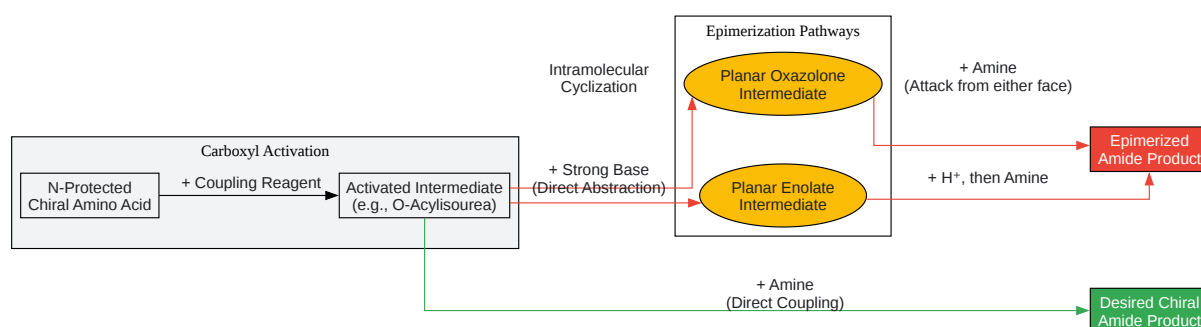 Epimerization Pathways
Intramolecular
Cyclization
Planar Oxazolone
Intermediate
+ Amine
(Attack from either face)
Carboxyl Activation
N-Protected
Chiral Amino Acid
+ Coupling Reagent
Activated Intermediate
(e.g., O-Acylisourea)
+ Strong Base
(Direct Abstraction)
Planar Enolate
Intermediate
+ H⁺, then Amine
Epimerized
Amide Product
+ Amine
(Direct Coupling)
Desired Chiral
Amide Product